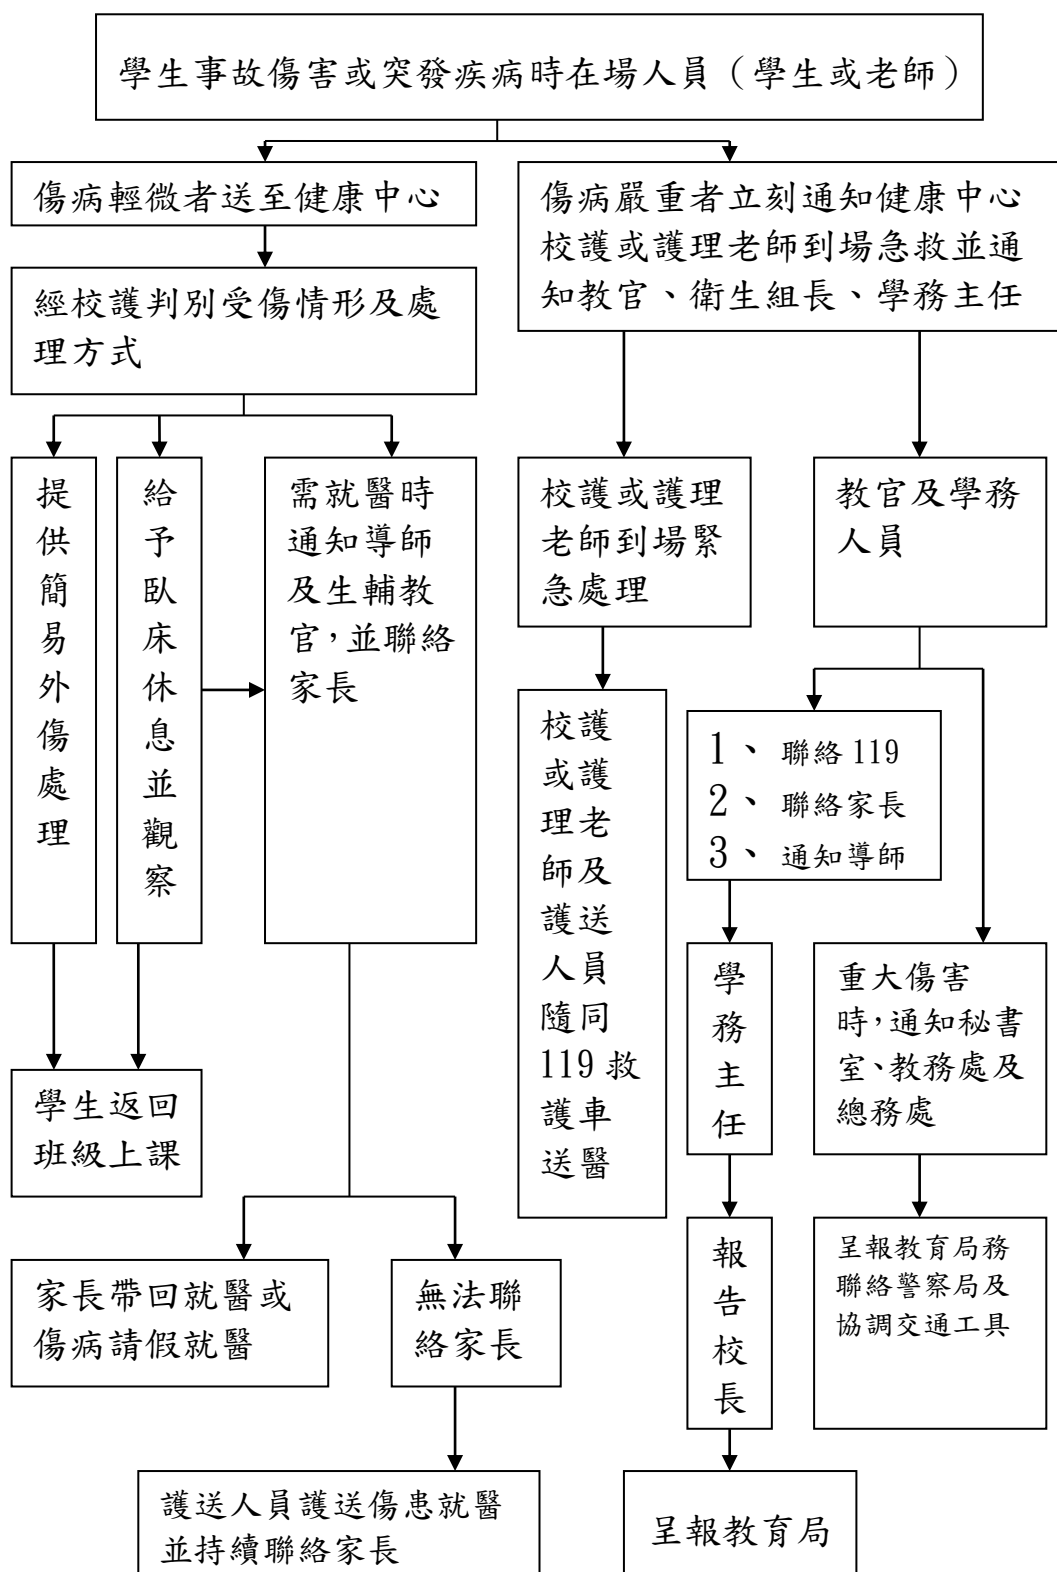 學生事故傷害或突發疾病時在場人員（學生或老師）
傷病輕微者送至健康中心
傷病嚴重者立刻通知健康中心
校護或護理老師到場急救並通
知教官、衛生組長、學務主任
經校護判別受傷情形及處
理方式
提供簡易外傷處理
給予臥床休息並觀察
需就醫時
通知導師
及生輔教
官，並聯絡
家長
校護或護理
老師到場緊
急處理
教官及學務
人員
校護
或護
理老
師及
護送
人員
隨同
119 救
護車
送醫
1、 聯絡 119
2、 聯絡家長
3、 通知導師
學務主任
重大傷害
時，通知秘書
室、教務處及
總務處
學生返回
班級上課
家長帶回就醫或
傷病請假就醫
無法聯
絡家長
報告校長
呈報教育局務
聯絡警察局及
協調交通工具
護送人員護送傷患就醫
並持續聯絡家長
呈報教育局